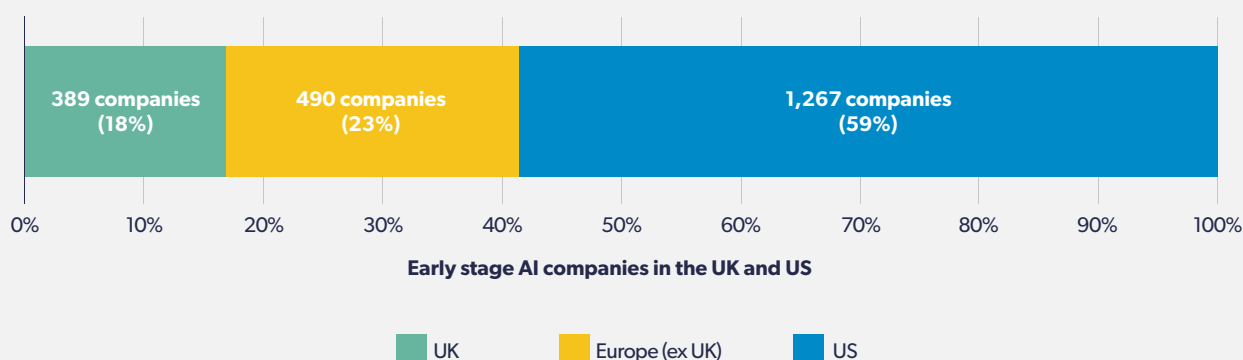 389 companies
(18%)
490 companies
(23%)
1,267 companies
(59%)
0% 10% 20% 30% 40% 50% 60% 70% 80% 90% 100%
Early stage AI companies in the UK and US
UK Europe (ex UK) US